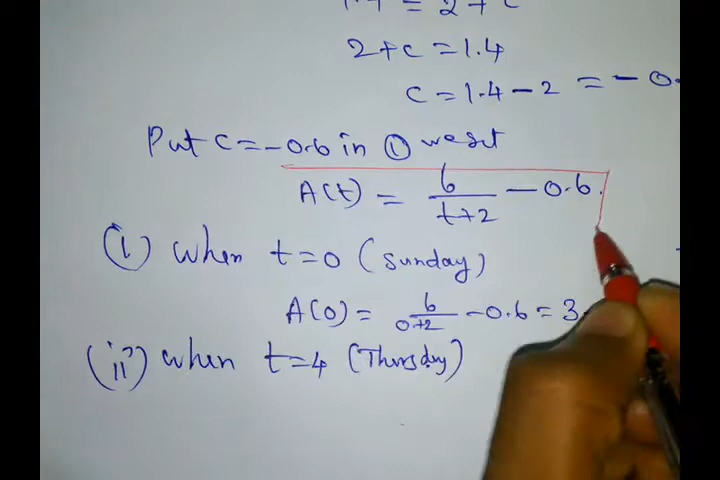 = 2 + c
2+c = 1.4
c = 1.4 - 2 = - 0.
Put c = - 0.6 in ① we get
A(t) = 6/(t+2) - 0.6.
(i) when t=0 (sunday)
A(0) = 6/(0+2) - 0.6 = 3
(ii) when t=4 (Thursday)